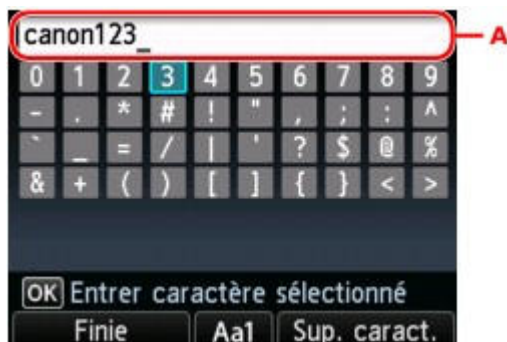 canon123_ A
0 1 2 3 4 5 6 7 8 9
- . * # ! " , ; : ^
` _ = / | ' ? $ @ %
& + ( ) [ ] { } < >
OK Entrer caractère sélectionné
Finie Aa1 Sup. caract.